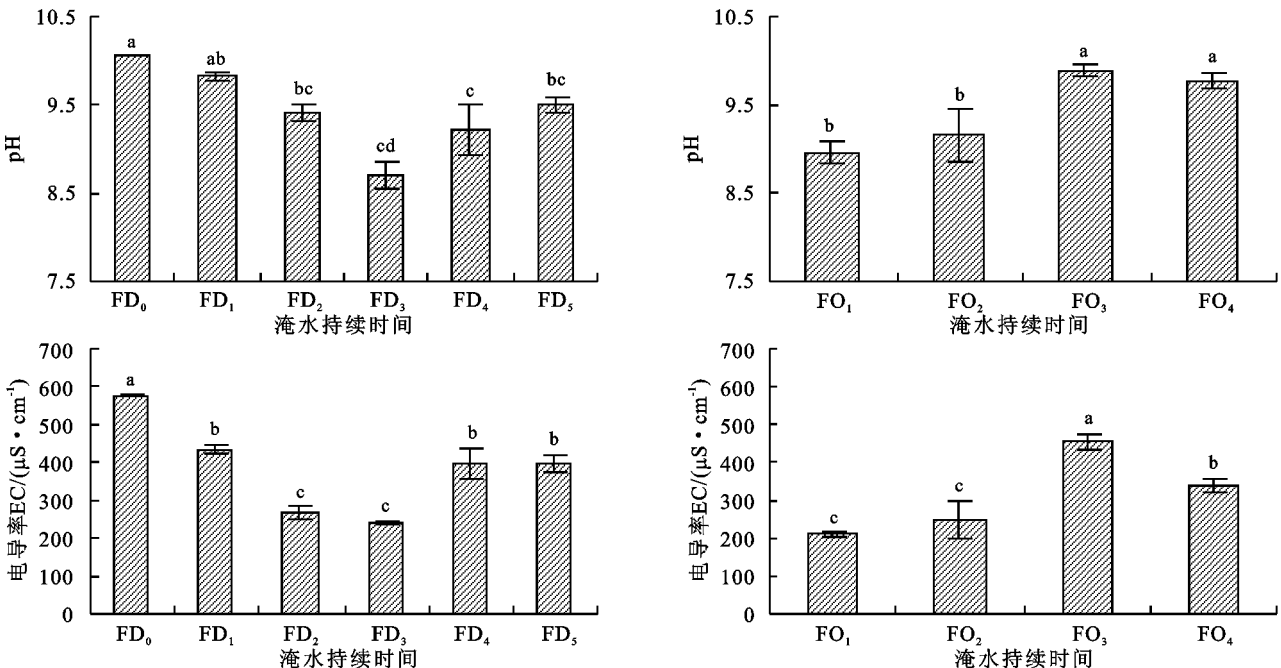 10.5
9.5
8.5
7.5
pH
a
ab
bc
cd
c
bc
FD₀ FD₁ FD₂ FD₃ FD₄ FD₅
淹水持续时间
10.5
9.5
8.5
7.5
pH
b
b
a
a
FO₁ FO₂ FO₃ FO₄
淹水持续时间
700
600
500
400
300
200
100
0
电导率EC/(μS·cm⁻¹)
a
b
c
c
b
b
FD₀ FD₁ FD₂ FD₃ FD₄ FD₅
淹水持续时间
700
600
500
400
300
200
100
0
电导率EC/(μS·cm⁻¹)
c
c
a
b
FO₁ FO₂ FO₃ FO₄
淹水持续时间